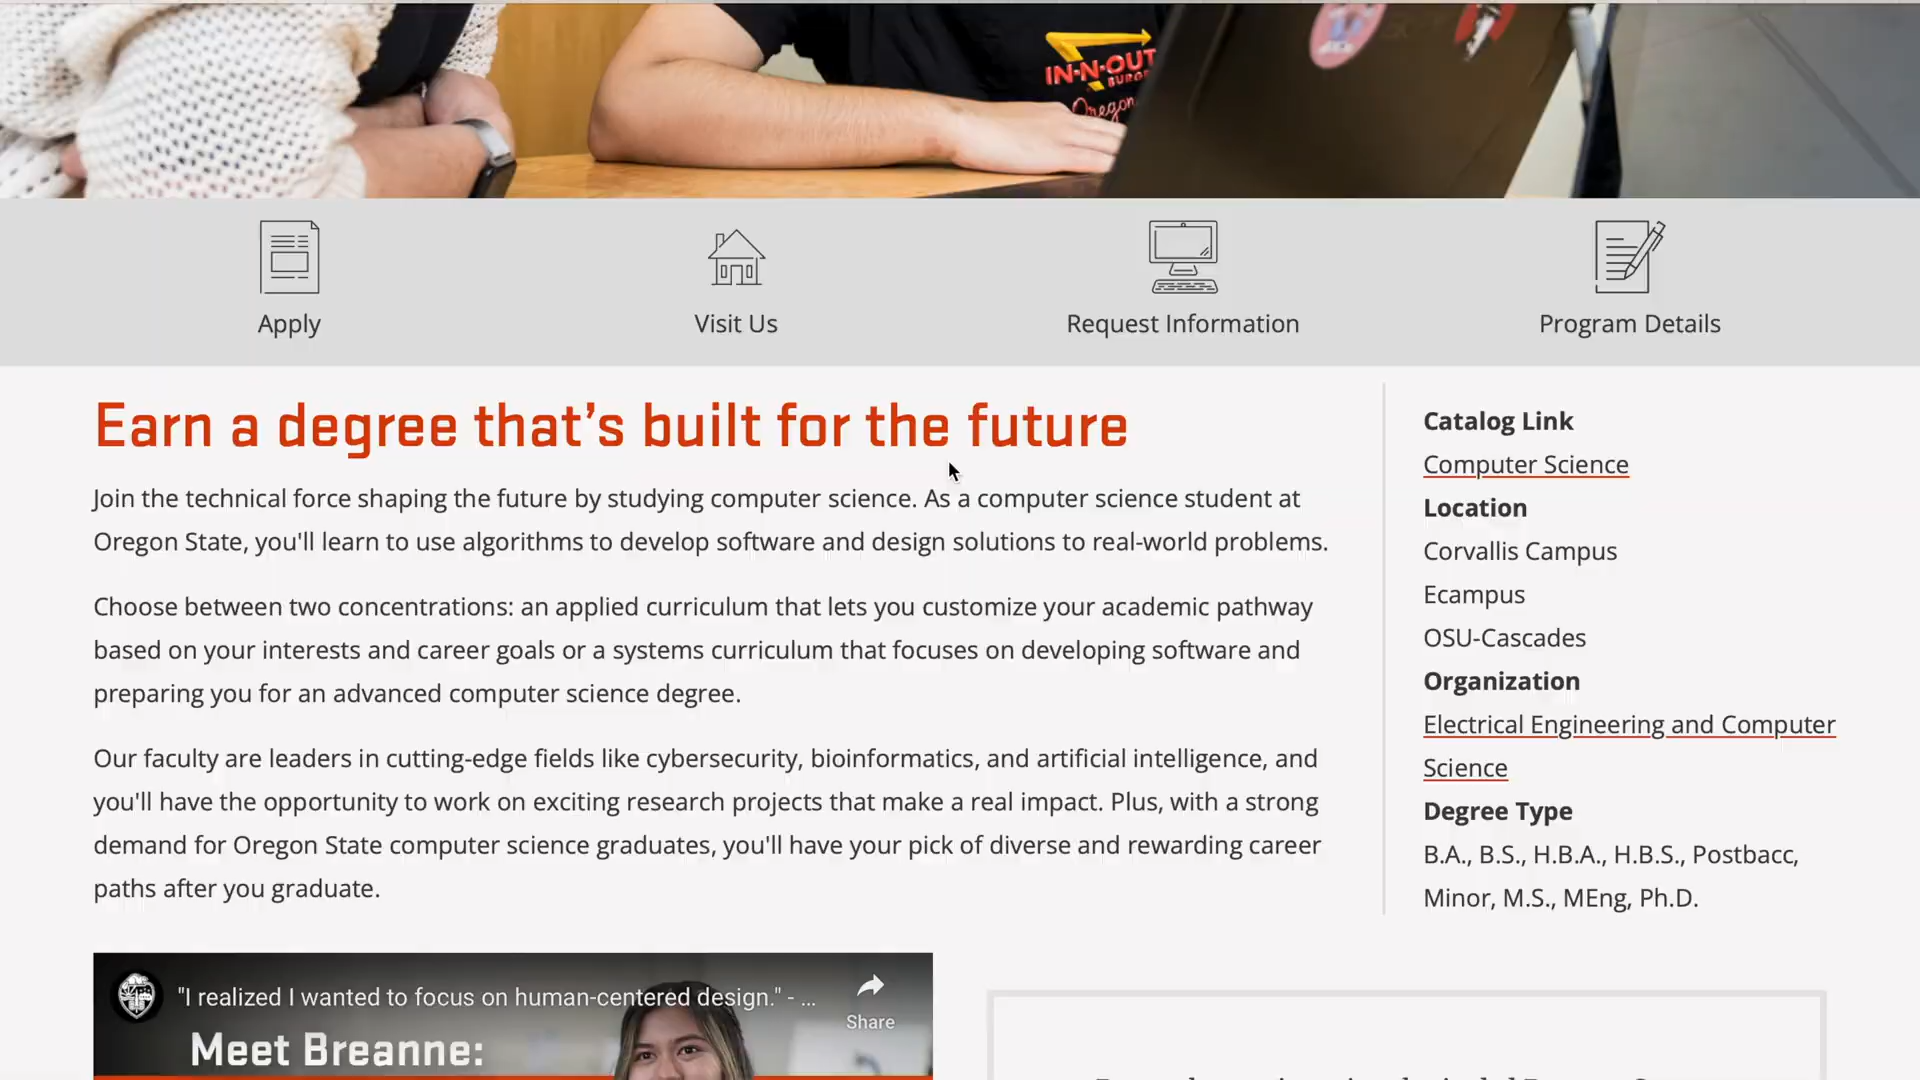 IN-N-OUT
BURGER
Oregon
Apply
Visit Us
Request Information
Program Details
Earn a degree that’s built for the future
Join the technical force shaping the future by studying computer science. As a computer science student at
Oregon State, you'll learn to use algorithms to develop software and design solutions to real-world problems.
Choose between two concentrations: an applied curriculum that lets you customize your academic pathway
based on your interests and career goals or a systems curriculum that focuses on developing software and
preparing you for an advanced computer science degree.
Our faculty are leaders in cutting-edge fields like cybersecurity, bioinformatics, and artificial intelligence, and
you'll have the opportunity to work on exciting research projects that make a real impact. Plus, with a strong
demand for Oregon State computer science graduates, you'll have your pick of diverse and rewarding career
paths after you graduate.
Catalog Link
Computer Science
Location
Corvallis Campus
Ecampus
OSU-Cascades
Organization
Electrical Engineering and Computer
Science
Degree Type
B.A., B.S., H.B.A., H.B.S., Postbacc,
Minor, M.S., MEng, Ph.D.
"I realized I wanted to focus on human-centered design." - ...
Share
Meet Breanne: